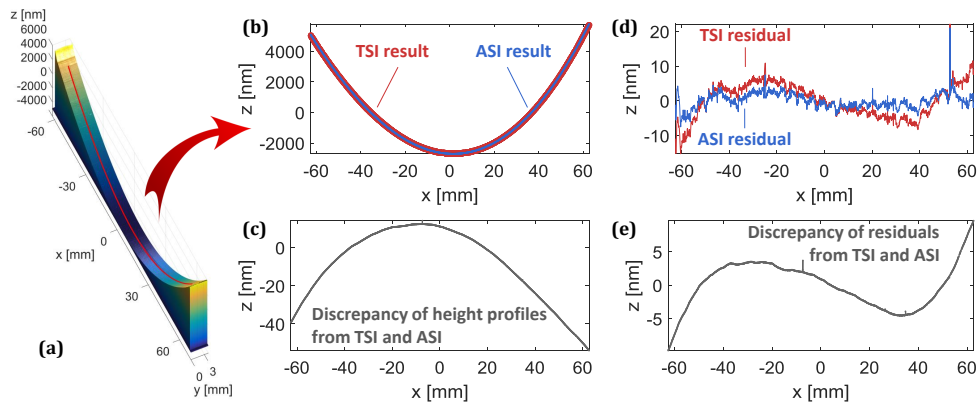 z [nm]
6000
4000
2000
0
-2000
-4000
-60
-30
x [mm]
0
30
60
0
3
y [mm]
(a)
(b)
TSI result
ASI result
z [nm]
4000
2000
0
-2000
-60 -40 -20 0 20 40 60
x [mm]
(c)
z [nm]
0
-20
-40
Discrepancy of height profiles
from TSI and ASI
-60 -40 -20 0 20 40 60
x [mm]
(d)
TSI residual
z [nm]
20
10
0
-10
ASI residual
-60 -40 -20 0 20 40 60
x [mm]
(e)
Discrepancy of residuals
from TSI and ASI
z [nm]
5
0
-5
-60 -40 -20 0 20 40 60
x [mm]